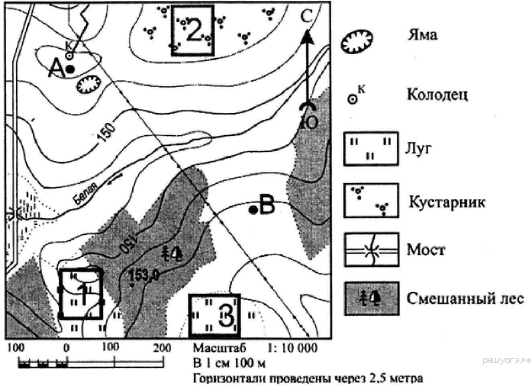 2
С
К
А
Ю
150
Белая
В
150
153,0
1
3
Яма
К
Колодец
Луг
Кустарник
Мост
Смешанный лес
100 0 100 200
Масштаб 1: 10 000
В 1 см 100 м
Горизонтали проведены через 2,5 метра
решуогэ.рф